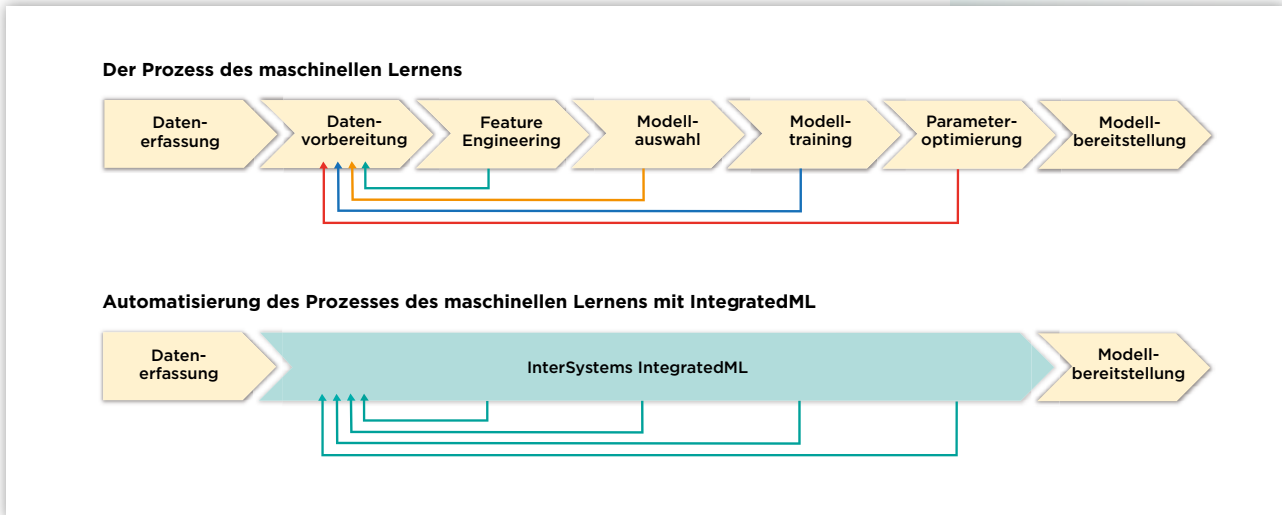 Der Prozess des maschinellen Lernens
Daten-
erfassung
Daten-
vorbereitung
Feature
Engineering
Modell-
auswahl
Modell-
training
Parameter-
optimierung
Modell-
bereitstellung
Automatisierung des Prozesses des maschinellen Lernens mit IntegratedML
Daten-
erfassung
InterSystems IntegratedML
Modell-
bereitstellung